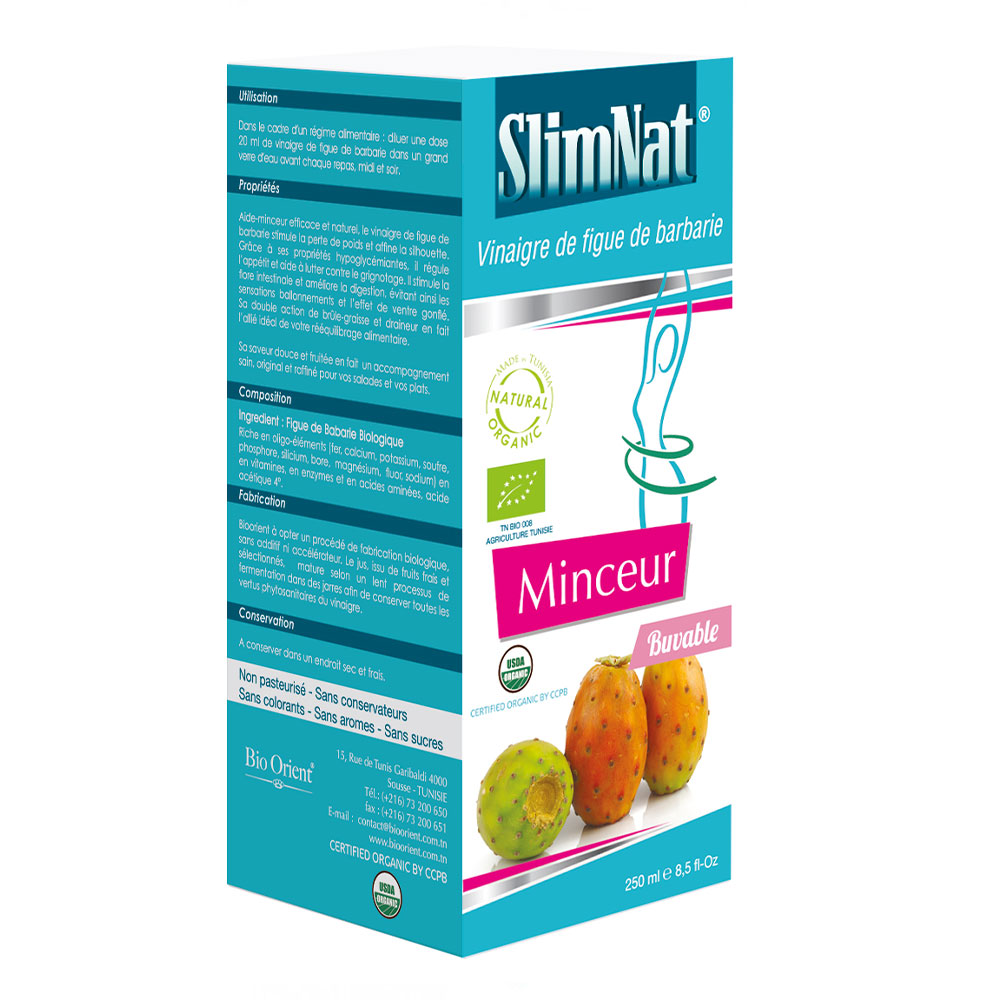 Utilisation
Dans le cadre d'un régime alimentaire : diluer une dose
20 ml de vinaigre de figue de barbarie dans un grand
verre d'eau avant chaque repas, midi et soir.
Propriétés
Aide-minceur efficace et naturel, le vinaigre de figue de
barbarie stimule la perte de poids et affine la silhouette.
Grâce à ses propriétés hypoglycémiantes, il régule
l'appétit et aide à lutter contre le grignotage. Il stimule la
flore intestinale et améliore la digestion, évitant ainsi les
sensations ballonnements et l'effet de ventre gonflé.
Sa double action de brûle-graisse et draineur en fait
l'allié idéal de votre rééquilibrage alimentaire.
Sa saveur douce et fruitée en fait un accompagnement
sain, original et raffiné pour vos salades et vos plats.
Composition
Ingredient : Figue de Babarie Biologique
Riche en oligo-éléments (fer, calcium, potassium, soufre,
phosphore, silicium, bore, magnésium, fluor, sodium) en
en vitamines, en enzymes et en acides aminées, acide
acétique 4°.
Fabrication
Bioorient à opter un procédé de fabrication biologique,
sans additif ni accélérateur. Le jus, issu de fruits frais et
sélectionnés, mature selon un lent processus de
fermentation dans des jarres afin de conserver toutes les
vertus phytosanitaires du vinaigre.
Conservation
A conserver dans un endroit sec et frais.
Non pasteurisé - Sans conservateurs
Sans colorants - Sans aromes - Sans sucres
Bio Orient®
15, Rue de Tunis Garibaldi 4000
Sousse - TUNISIE
Tél.: (+216) 73 200 650
fax : (+216) 73 200 651
E-mail : contact@bioorient.com.tn
www.bioorient.com.tn
CERTIFIED ORGANIC BY CCPB
USDA
ORGANIC
SlimNat®
Vinaigre de figue de barbarie
MADE IN TUNISIA
NATURAL
ORGANIC
TN BIO 008
AGRICULTURE TUNISIE
Minceur
Buvable
USDA
ORGANIC
CERTIFIED ORGANIC BY CCPB
250 ml e 8,5 fl-Oz